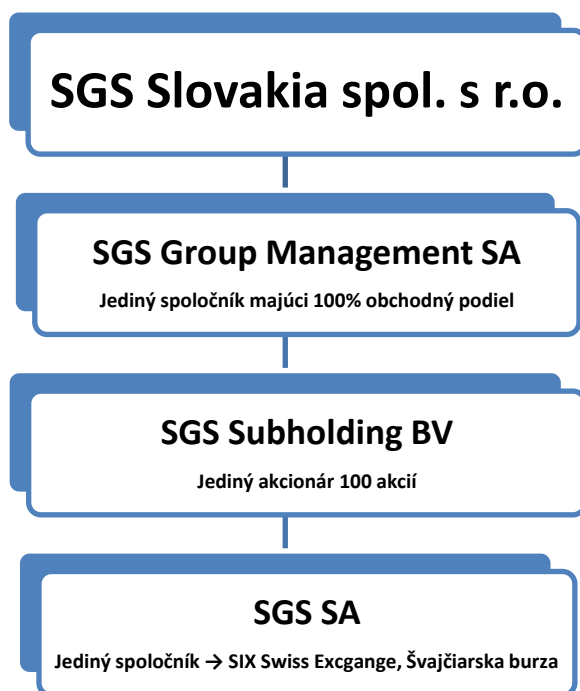 SGS Slovakia spol. s r.o.
SGS Group Management SA
Jediný spoločník majúci 100% obchodný podiel
SGS Subholding BV
Jediný akcionár 100 akcií
SGS SA
Jediný spoločník → SIX Swiss Excgange, Švajčiarska burza